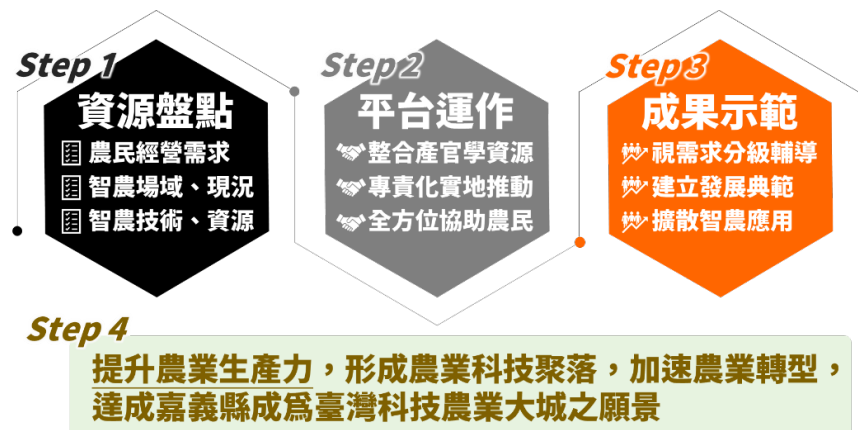 Step 1
資源盤點
農民經營需求
智農場域、現況
智農技術、資源
Step2
平台運作
整合產官學資源
專責化實地推動
全方位協助農民
Step3
成果示範
視需求分級輔導
建立發展典範
擴散智農應用
Step 4
提升農業生產力，形成農業科技聚落，加速農業轉型，
達成嘉義縣成爲臺灣科技農業大城之願景